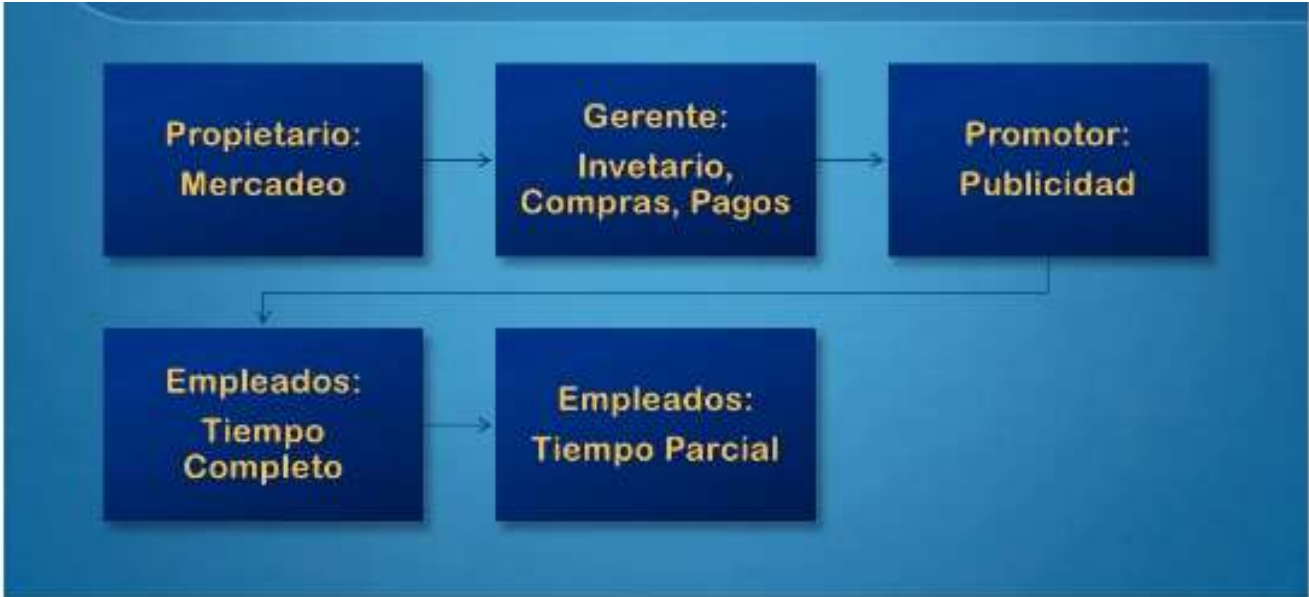 Propietario:
Mercadeo
Gerente:
Invetario,
Compras, Pagos
Promotor:
Publicidad
Empleados:
Tiempo
Completo
Empleados:
Tiempo Parcial